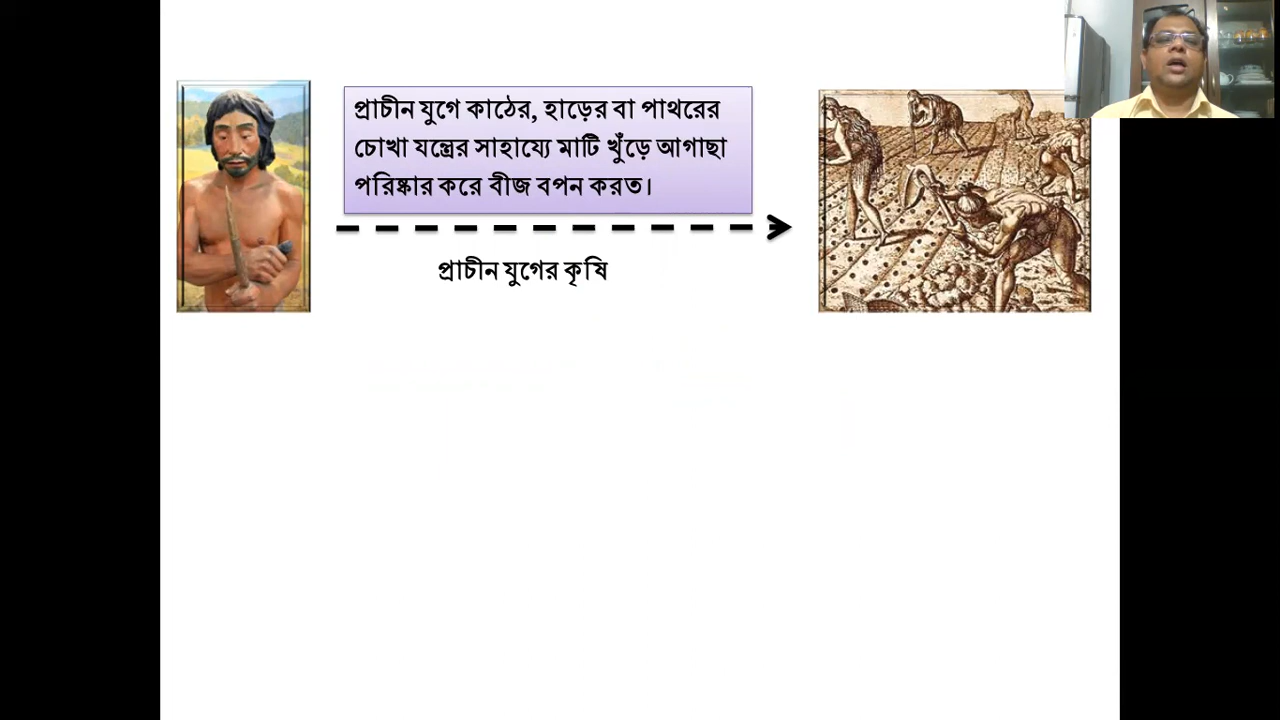 প্রাচীন যুগে কাঠের, হাড়ের বা পাথরের
চোখা যন্ত্রের সাহায্যে মাটি খুঁড়ে আগাছা
পরিষ্কার করে বীজ বপন করত।
প্রাচীন যুগের কৃষি